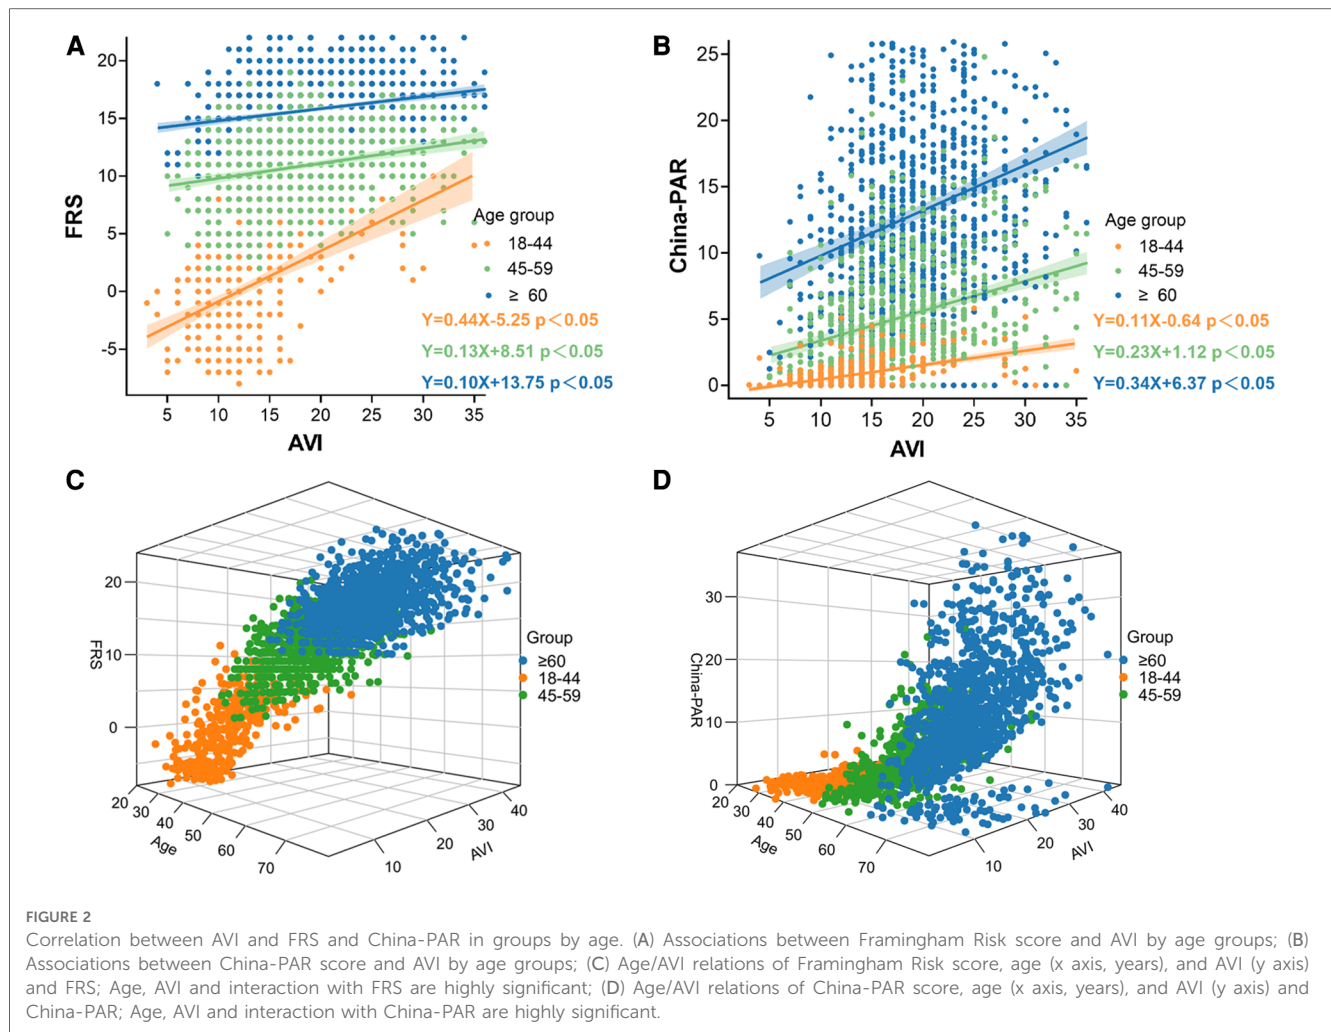 A
20
15
10
5
0
-5
FRS
5 10 15 20 25 30 35
AVI
Age group
18-44
45-59
≥ 60
Y=0.44X-5.25 p<0.05
Y=0.13X+8.51 p<0.05
Y=0.10X+13.75 p<0.05
B
25
20
15
10
5
0
China-PAR
5 10 15 20 25 30 35
AVI
Age group
18-44
45-59
≥ 60
Y=0.11X-0.64 p<0.05
Y=0.23X+1.12 p<0.05
Y=0.34X+6.37 p<0.05
C
20
10
0
FRS
20 30 40 50 60 70
Age
10 20 30 40
AVI
Group
≥60
18-44
45-59
D
30
20
10
0
China-PAR
20 30 40 50 60 70
Age
10 20 30 40
AVI
Group
≥60
18-44
45-59
FIGURE 2
Correlation between AVI and FRS and China-PAR in groups by age. (A) Associations between Framingham Risk score and AVI by age groups; (B)
Associations between China-PAR score and AVI by age groups; (C) Age/AVI relations of Framingham Risk score, age (x axis, years), and AVI (y axis)
and FRS; Age, AVI and interaction with FRS are highly significant; (D) Age/AVI relations of China-PAR score, age (x axis, years), and AVI (y axis) and
China-PAR; Age, AVI and interaction with China-PAR are highly significant.